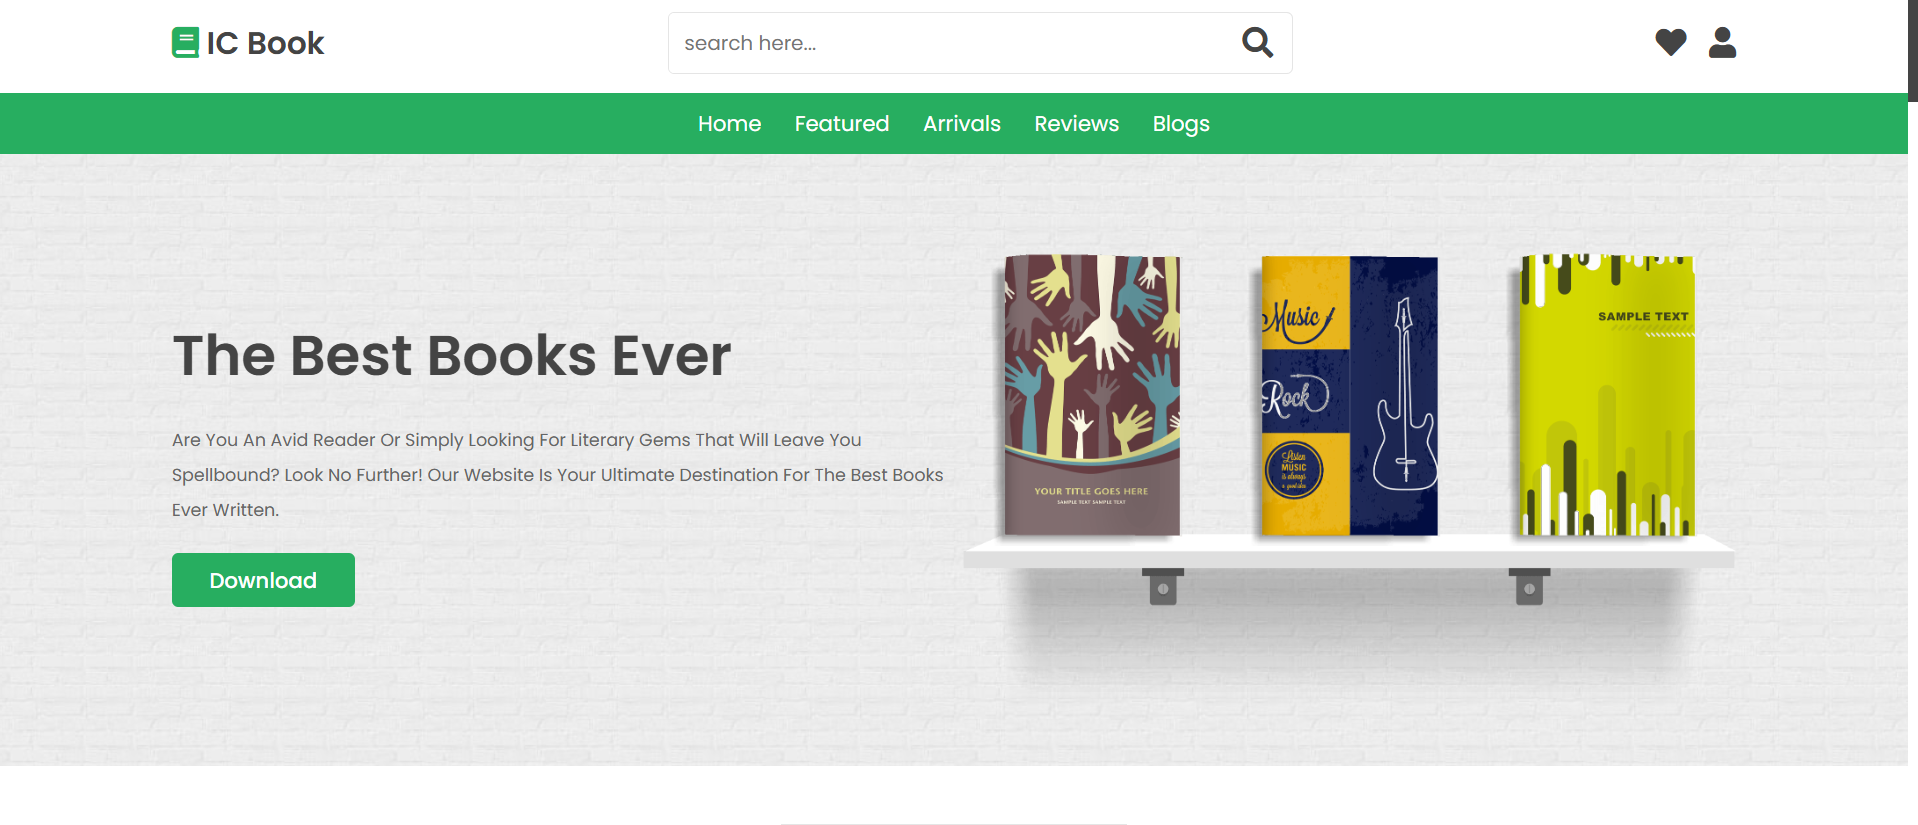 IC Book
search here...
Home Featured Arrivals Reviews Blogs
The Best Books Ever
Are You An Avid Reader Or Simply Looking For Literary Gems That Will Leave You
Spellbound? Look No Further! Our Website Is Your Ultimate Destination For The Best Books
Ever Written.
Download
YOUR TITLE GOES HERE
SAMPLE TEXT SAMPLE TEXT
Music
Rock
Listen
MUSIC
is always
a good idea
SAMPLE TEXT